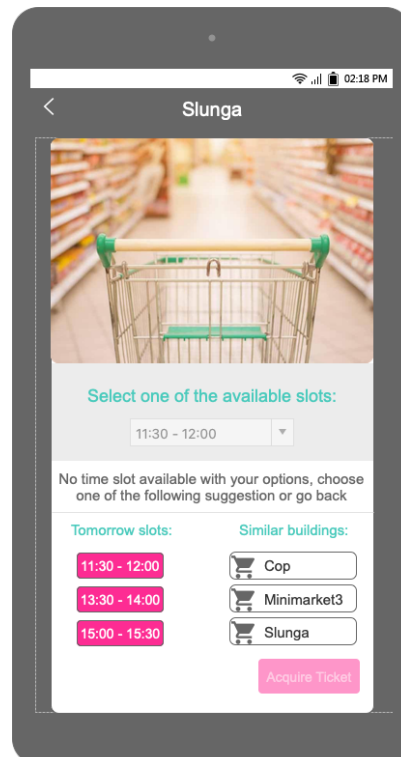 02:18 PM
Slunga
Select one of the available slots:
11:30 - 12:00
No time slot available with your options, choose
one of the following suggestion or go back
Tomorrow slots:
Similar buildings:
11:30 - 12:00
Cop
13:30 - 14:00
Minimarket3
15:00 - 15:30
Slunga
Acquire Ticket